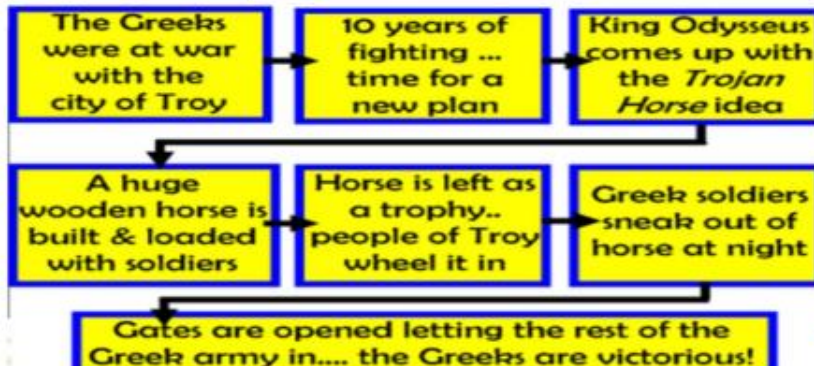 The Greeks
were at war
with the
city of Troy
10 years of
fighting ...
time for a
new plan
King Odysseus
comes up with
the Trojan
Horse idea
A huge
wooden horse is
built & loaded
with soldiers
Horse is left as
a trophy..
people of Troy
wheel it in
Greek soldiers
sneak out of
horse at night
Gates are opened letting the rest of the
Greek army in.... the Greeks are victorious!